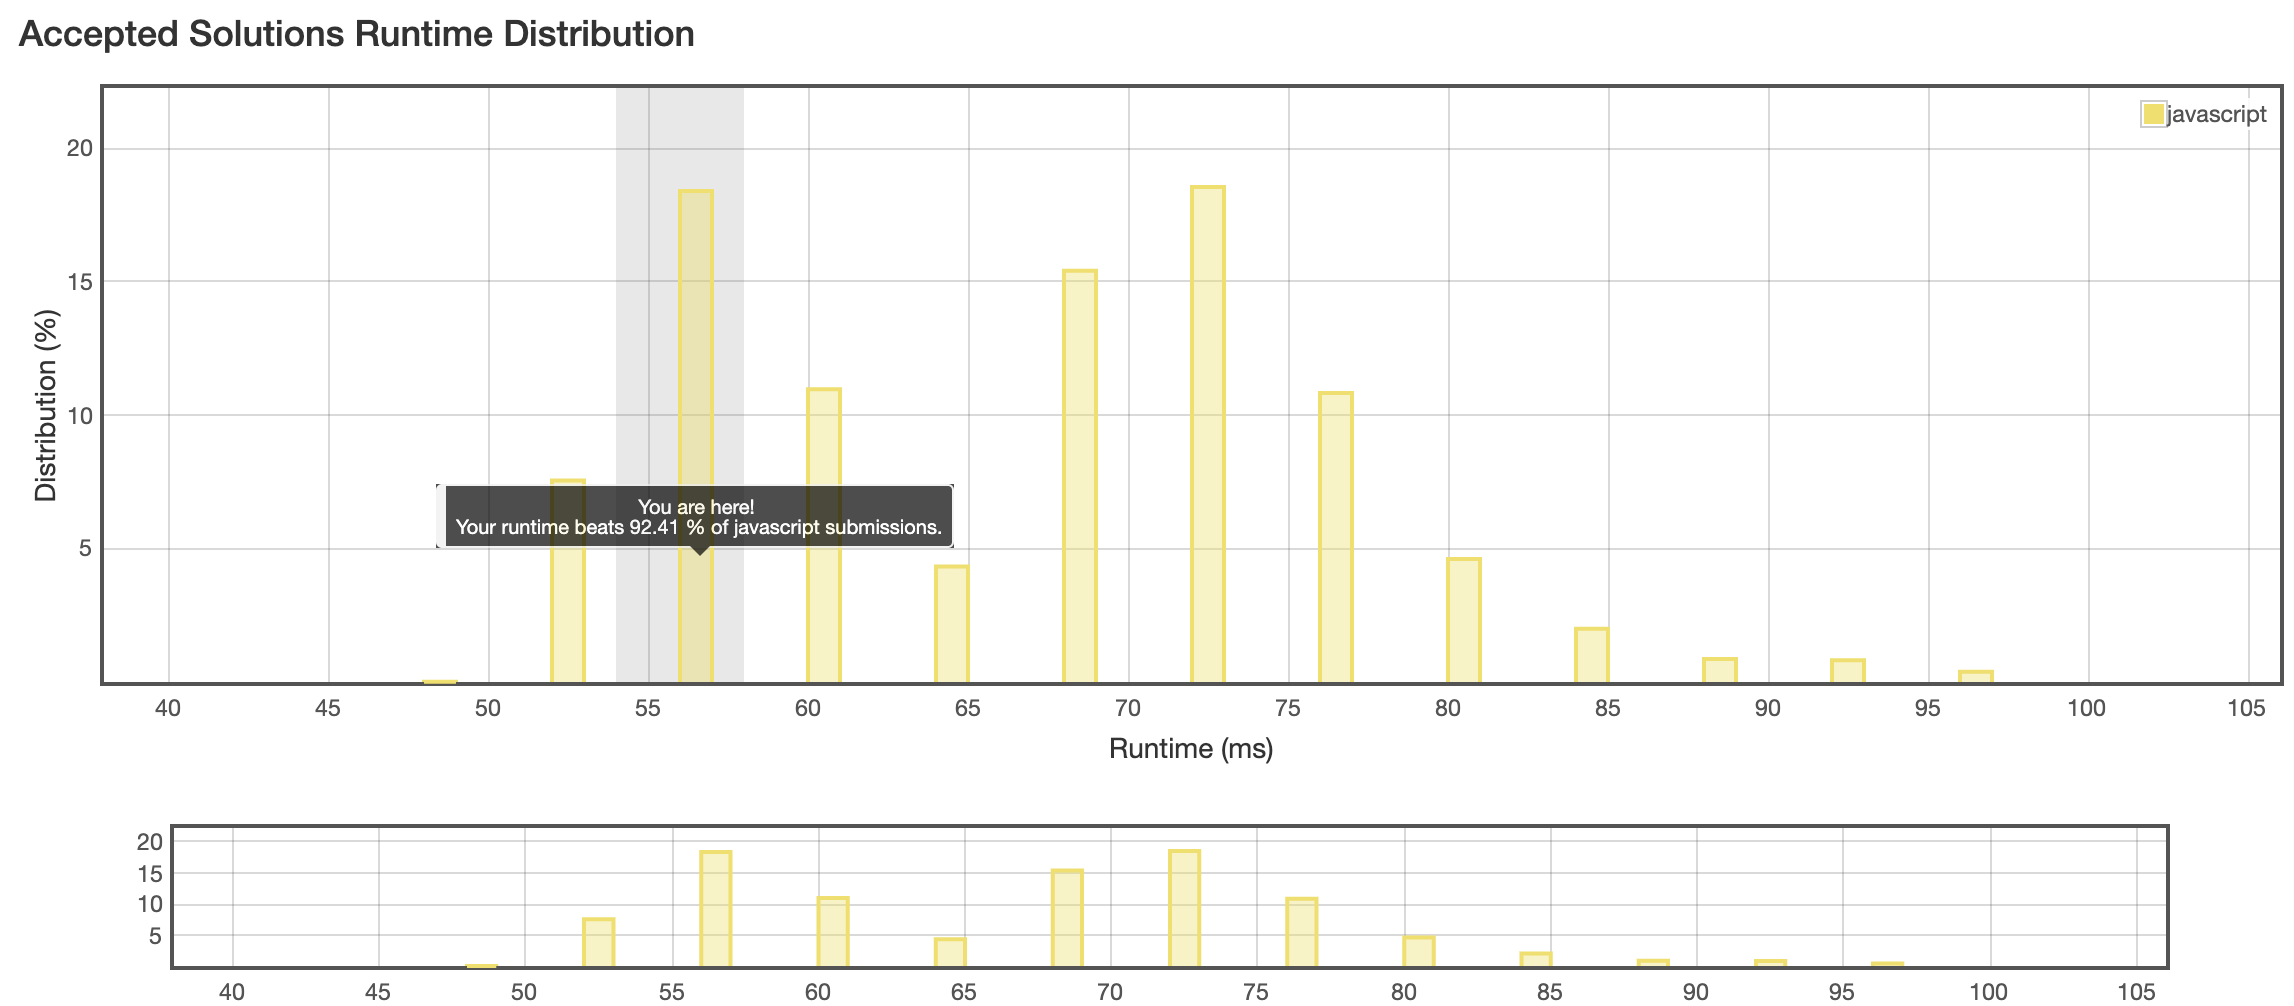 Accepted Solutions Runtime Distribution
javascript
20
15
10
5
Distribution (%)
You are here!
Your runtime beats 92.41 % of javascript submissions.
40 45 50 55 60 65 70 75 80 85 90 95 100 105
Runtime (ms)
20
15
10
5
40 45 50 55 60 65 70 75 80 85 90 95 100 105